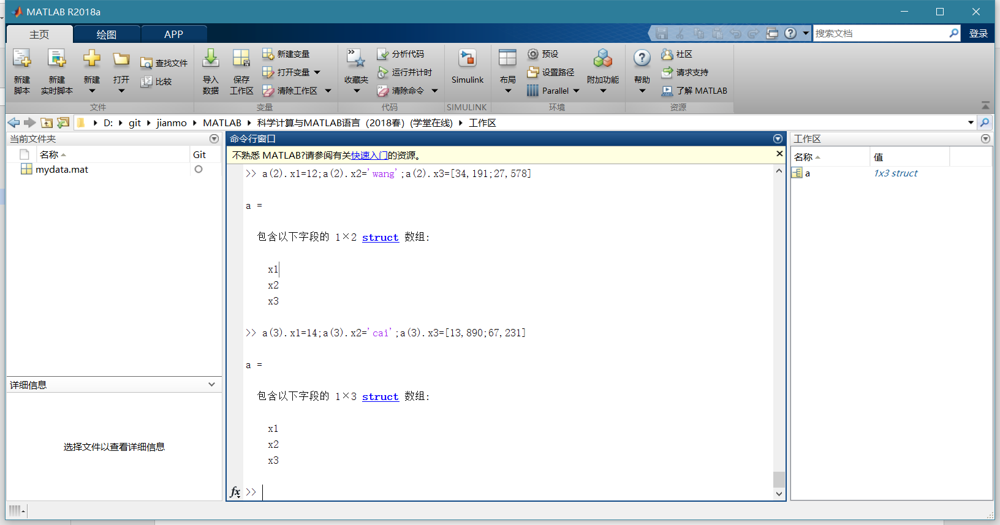 MATLAB R2018a
主页
绘图
APP
搜索文档
登录
新建
脚本
新建
实时脚本
新建
打开
查找文件
比较
文件
导入
数据
保存
工作区
新建变量
打开变量
清除工作区
变量
收藏夹
分析代码
运行并计时
清除命令
代码
Simulink
SIMULINK
布局
预设
设置路径
Parallel
附加功能
环境
帮助
社区
请求支持
了解 MATLAB
资源
D: git jianmo MATLAB 科学计算与MATLAB语言（2018春）(学堂在线) 工作区
当前文件夹
名称 Git
mydata.mat
详细信息
选择文件以查看详细信息
命令行窗口
不熟悉 MATLAB?请参阅有关快速入门的资源。
>> a(2).x1=12;a(2).x2='wang';a(2).x3=[34,191;27,578]
a =
包含以下字段的 1×2 struct 数组:
x1
x2
x3
>> a(3).x1=14;a(3).x2='cai';a(3).x3=[13,890;67,231]
a =
包含以下字段的 1×3 struct 数组:
x1
x2
x3
fx >>
工作区
名称 值
a 1x3 struct